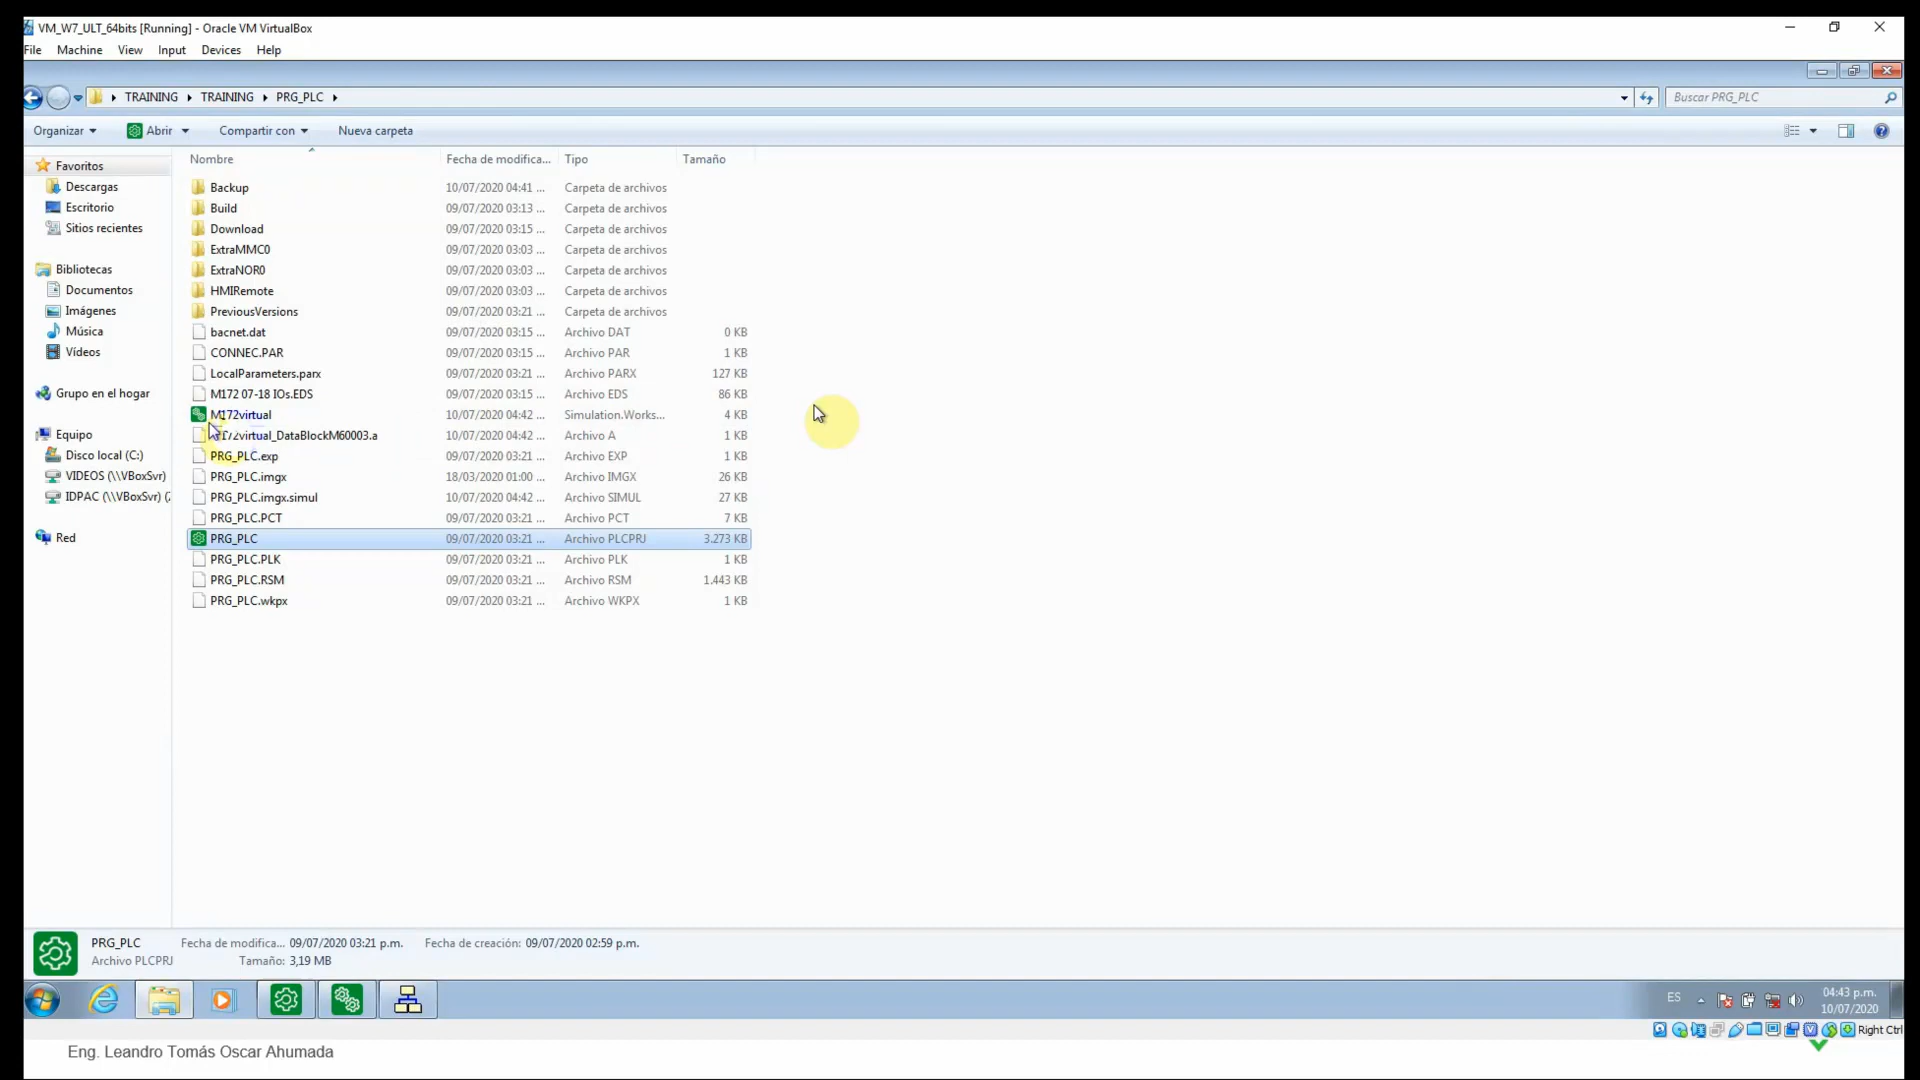 VM_W7_ULT_64bits [Running] - Oracle VM VirtualBox
File Machine View Input Devices Help
TRAINING TRAINING PRG_PLC
Buscar PRG_PLC
Organizar Abrir Compartir con Nueva carpeta
Nombre Fecha de modifica... Tipo Tamaño
Favoritos
Descargas
Escritorio
Sitios recientes
Bibliotecas
Documentos
Imágenes
Música
Vídeos
Grupo en el hogar
Equipo
Disco local (C:)
VIDEOS (\\VBoxSvr)
IDPAC (\\VBoxSvr) (
Red
Backup 10/07/2020 04:41 ... Carpeta de archivos
Build 09/07/2020 03:13 ... Carpeta de archivos
Download 09/07/2020 03:15 ... Carpeta de archivos
ExtraMMC0 09/07/2020 03:03 ... Carpeta de archivos
ExtraNOR0 09/07/2020 03:03 ... Carpeta de archivos
HMIRemote 09/07/2020 03:03 ... Carpeta de archivos
PreviousVersions 09/07/2020 03:21 ... Carpeta de archivos
bacnet.dat 09/07/2020 03:15 ... Archivo DAT 0 KB
CONNEC.PAR 09/07/2020 03:15 ... Archivo PAR 1 KB
LocalParameters.parx 09/07/2020 03:21 ... Archivo PARX 127 KB
M172 07-18 IOs.EDS 09/07/2020 03:15 ... Archivo EDS 86 KB
M172virtual 10/07/2020 04:42 ... Simulation.Works... 4 KB
172virtual_DataBlockM60003.a 10/07/2020 04:42 ... Archivo A 1 KB
PRG_PLC.exp 09/07/2020 03:21 ... Archivo EXP 1 KB
PRG_PLC.imgx 18/03/2020 01:00 ... Archivo IMGX 26 KB
PRG_PLC.imgx.simul 10/07/2020 04:42 ... Archivo SIMUL 27 KB
PRG_PLC.PCT 09/07/2020 03:21 ... Archivo PCT 7 KB
PRG_PLC 09/07/2020 03:21 ... Archivo PLCPRJ 3.273 KB
PRG_PLC.PLK 09/07/2020 03:21 ... Archivo PLK 1 KB
PRG_PLC.RSM 09/07/2020 03:21 ... Archivo RSM 1.443 KB
PRG_PLC.wkpx 09/07/2020 03:21 ... Archivo WKPX 1 KB
PRG_PLC Fecha de modifica... 09/07/2020 03:21 p.m. Fecha de creación: 09/07/2020 02:59 p.m.
Archivo PLCPRJ Tamaño: 3,19 MB
ES 04:43 p.m.
10/07/2020
Right Ctrl
Eng. Leandro Tomás Oscar Ahumada